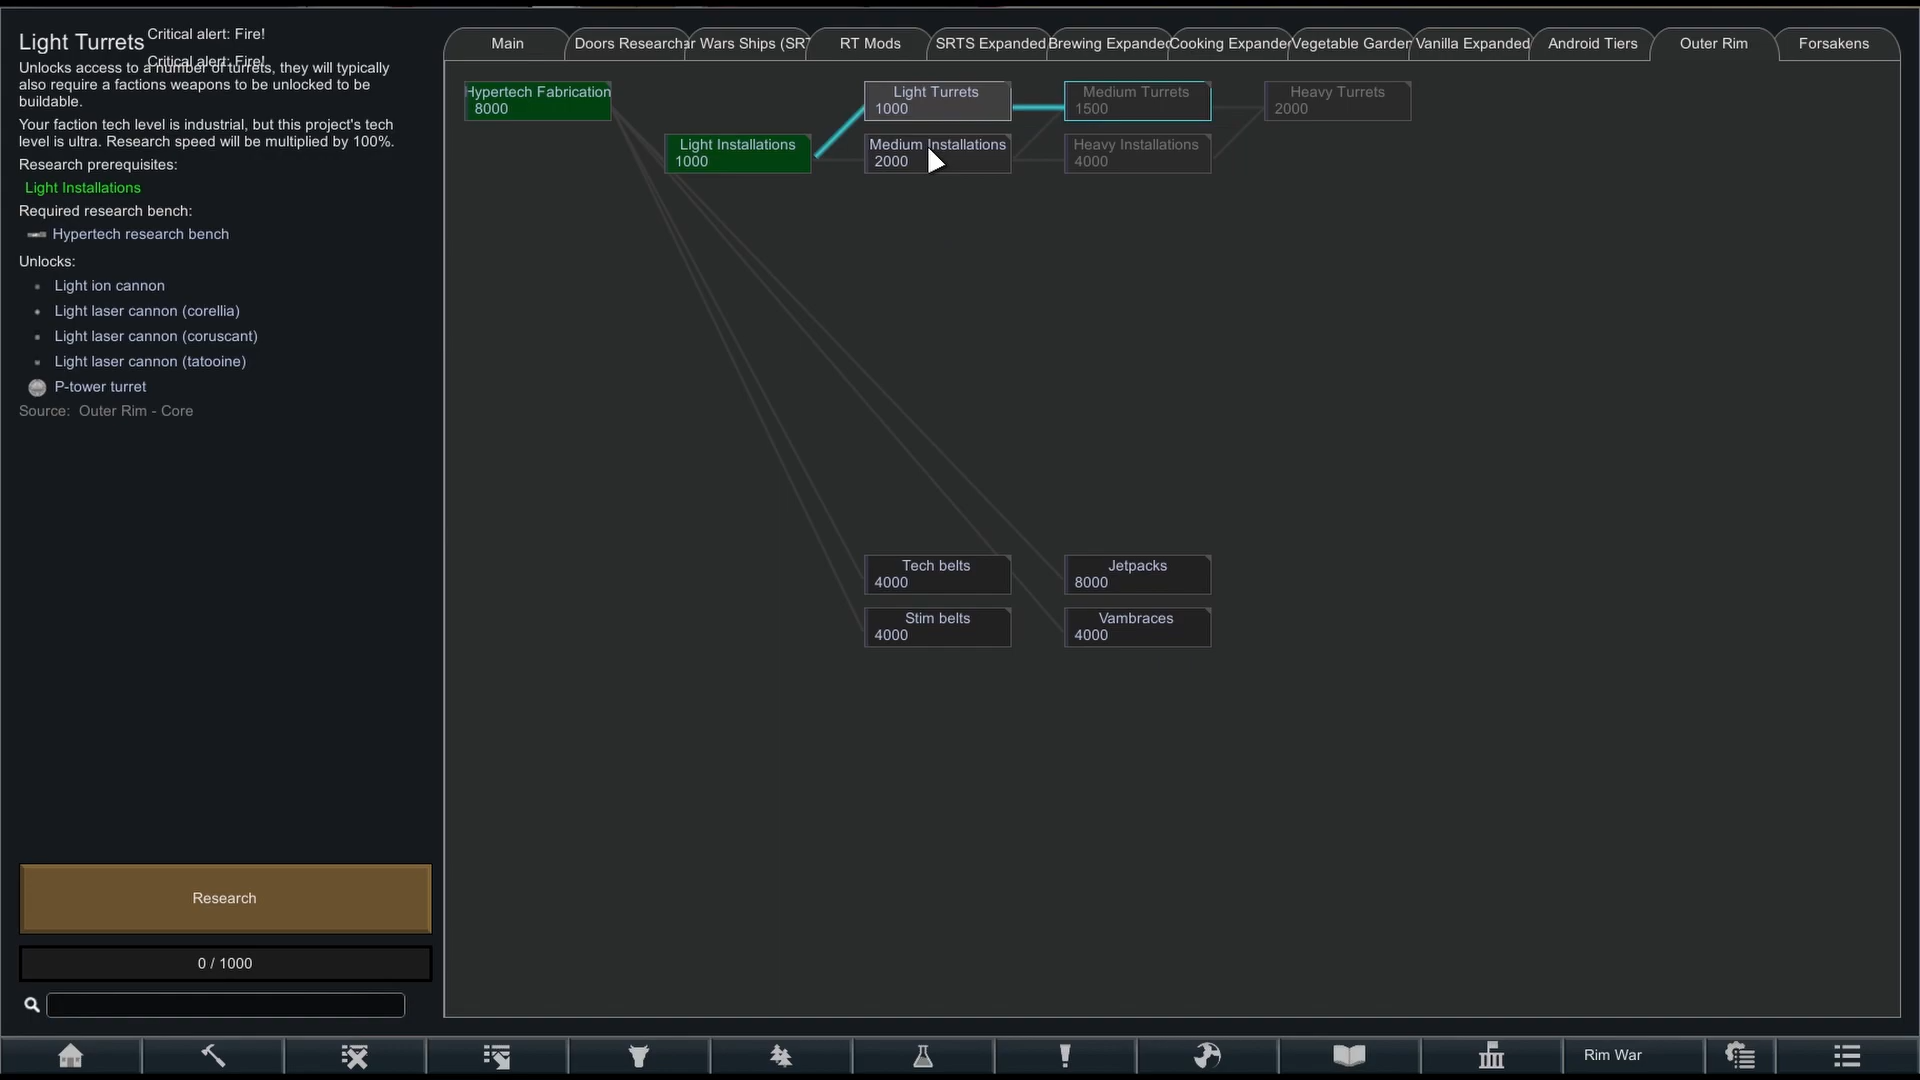 Light Turrets
Critical alert: Fire!
Critical alert: Fire!
Unlocks access to a number of turrets, they will typically
also require a factions weapons to be unlocked to be
buildable.
Your faction tech level is industrial, but this project's tech
level is ultra. Research speed will be multiplied by 100%.
Research prerequisites:
Light Installations
Required research bench:
Hypertech research bench
Unlocks:
Light ion cannon
Light laser cannon (corellia)
Light laser cannon (coruscant)
Light laser cannon (tatooine)
P-tower turret
Source: Outer Rim - Core
Research
0 / 1000
Main
Doors Research
ar Wars Ships (SRT
RT Mods
SRTS Expanded
Brewing Expanded
Cooking Expande
Vegetable Garden
Vanilla Expanded
Android Tiers
Outer Rim
Forsakens
Hypertech Fabrication
8000
Light Turrets
1000
Medium Turrets
1500
Heavy Turrets
2000
Light Installations
1000
Medium Installations
2000
Heavy Installations
4000
Tech belts
4000
Jetpacks
8000
Stim belts
4000
Vambraces
4000
Rim War